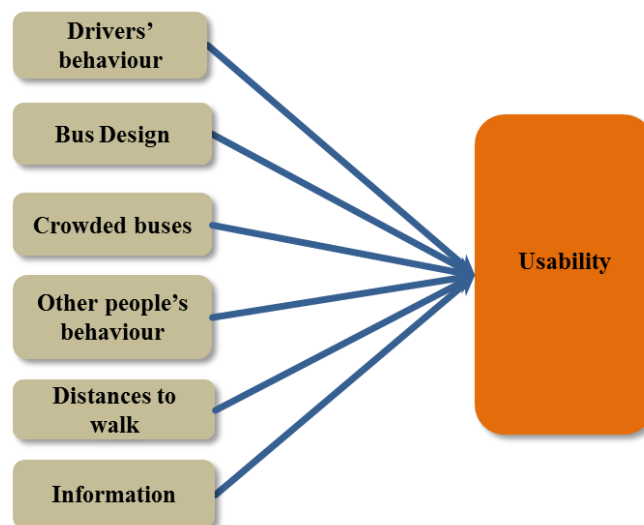 Drivers’
behaviour
Bus Design
Crowded buses
Other people’s
behaviour
Distances to
walk
Information
Usability